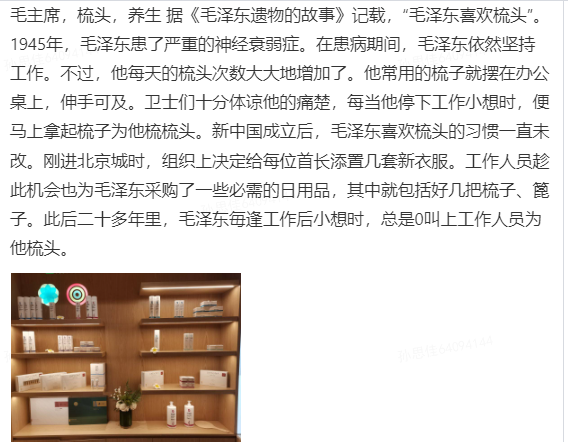 毛主席，梳头，养生 据《毛泽东遗物的故事》记载，“毛泽东喜欢梳头”。
1945年，毛泽东患了严重的神经衰弱症。在患病期间，毛泽东依然坚持
工作。不过，他每天的梳头次数大大地增加了。他常用的梳子就摆在办公
桌上，伸手可及。卫士们十分体谅他的痛楚，每当他停下工作小想时，便
马上拿起梳子为他梳梳头。新中国成立后，毛泽东喜欢梳头的习惯一直未
改。刚进北京城时，组织上决定给每位首长添置几套新衣服。工作人员趁
此机会也为毛泽东采购了一些必需的日用品，其中就包括好几把梳子、篦
子。此后二十多年里，毛泽东每逢工作后小想时，总是0叫上工作人员为
他梳头。